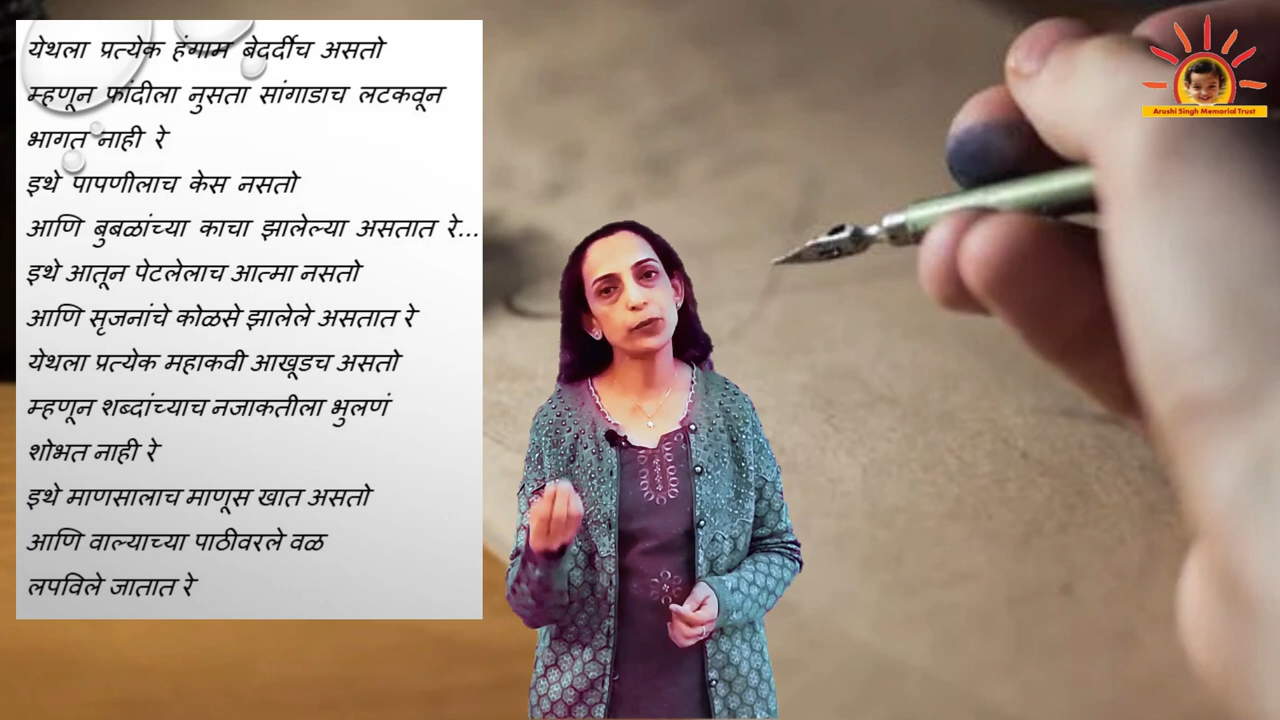 येथला प्रत्येक हंगाम बेदर्दीच असतो
म्हणून फांदीला नुसता सांगाडाच लटकवून
भागत नाही रे
इथे पापणीलाच केस नसतो
आणि बुबळांच्या काचा झालेल्या असतात रे...
इथे आतून पेटलेलाच आत्मा नसतो
आणि सृजनांचे कोळसे झालेले असतात रे
येथला प्रत्येक महाकवी आखूडच असतो
म्हणून शब्दांच्याच नजाकतीला भुलणं
शोभत नाही रे
इथे माणसालाच माणूस खात असतो
आणि वाल्याच्या पाठीवरले वळ
लपविले जातात रे
Arushi Singh Memorial Trust